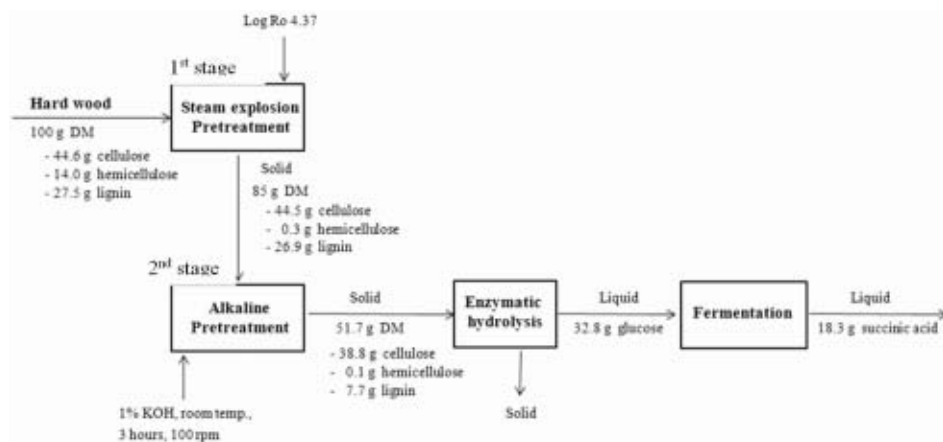 Log Ro 4.37
1st stage
Hard wood
100 g DM
- 44.6 g cellulose
- 14.0 g hemicellulose
- 27.5 g lignin
Steam explosion
Pretreatment
Solid
85 g DM
- 44.5 g cellulose
- 0.3 g hemicellulose
- 26.9 g lignin
2nd stage
Alkaline
Pretreatment
1% KOH, room temp.,
3 hours, 100 rpm
Solid
51.7 g DM
- 38.8 g cellulose
- 0.1 g hemicellulose
- 7.7 g lignin
Enzymatic
hydrolysis
Solid
Liquid
32.8 g glucose
Fermentation
Liquid
18.3 g succinic acid